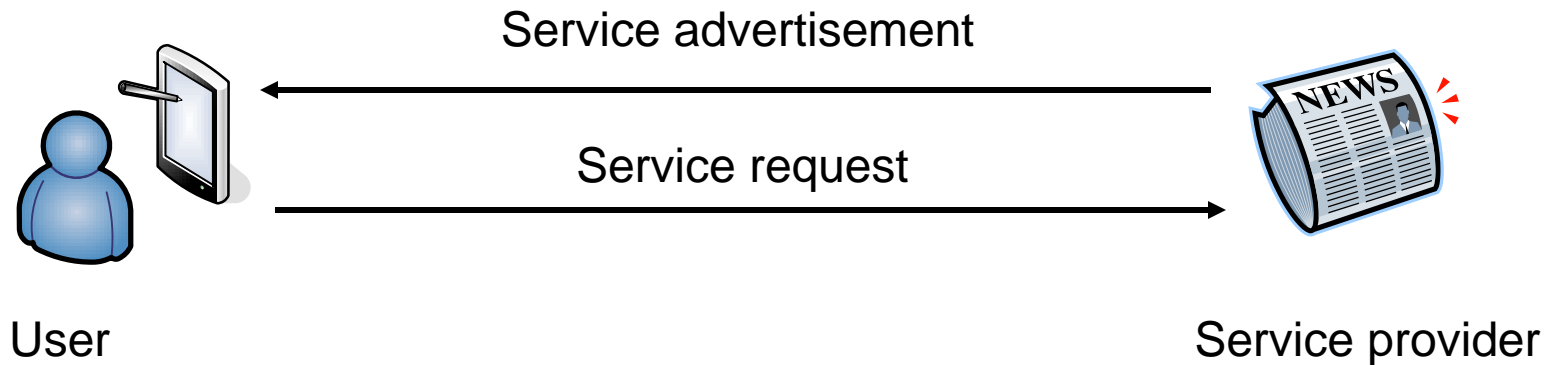 Service advertisement
NEWS
Service request
User
Service provider